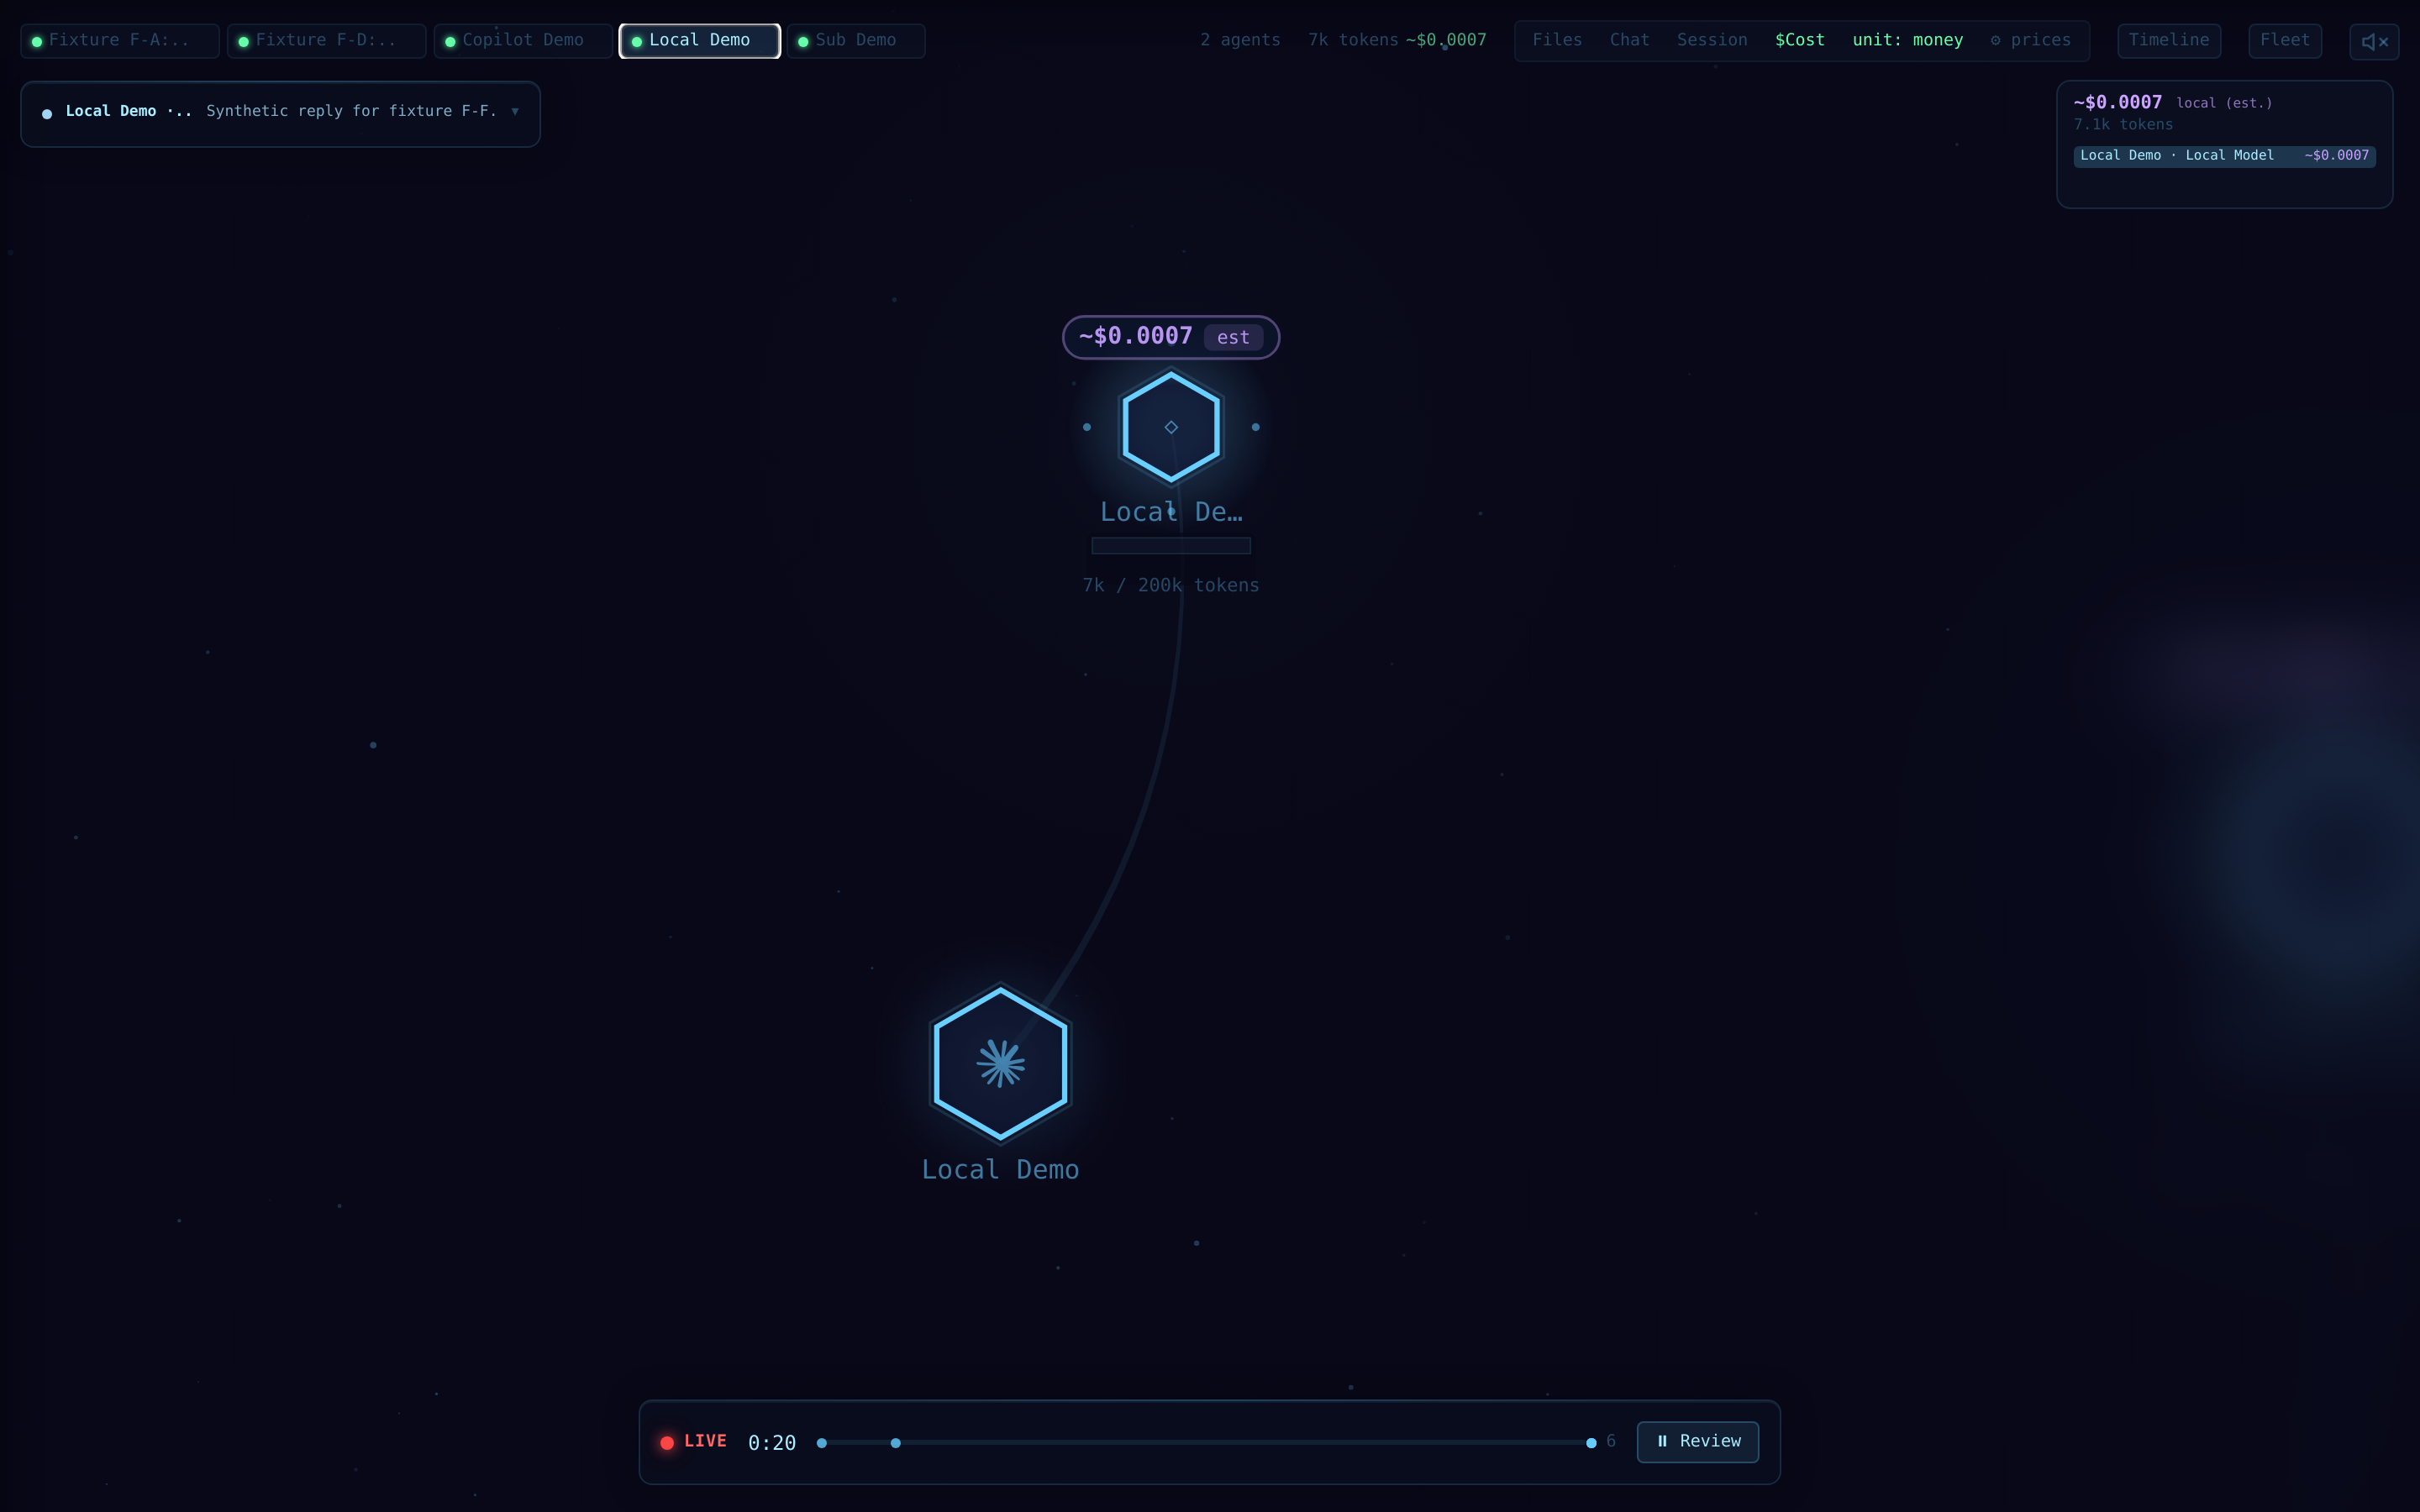 Fixture F-A:..
Fixture F-D:..
Copilot Demo
Local Demo
Sub Demo
2 agents
7k tokens ~$0.0007
Files
Chat
Session
$Cost
unit: money
⚙ prices
Timeline
Fleet
Local Demo ·.. Synthetic reply for fixture F-F. ▼
~$0.0007 local (est.)
7.1k tokens
Local Demo · Local Model ~$0.0007
~$0.0007 est
Local De…
7k / 200k tokens
Local Demo
LIVE 0:20 6 Review